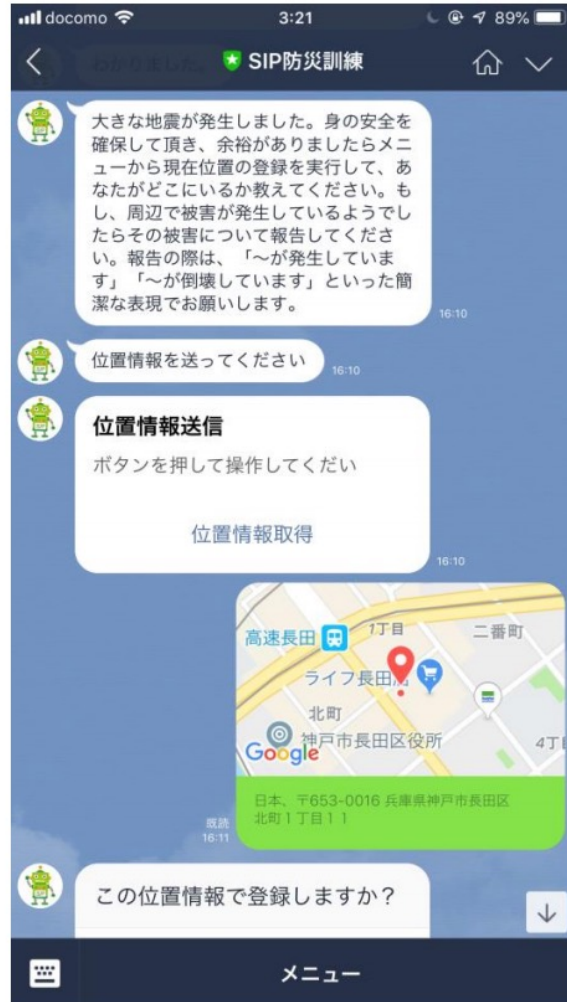 docomo 3:21 89%
わかりました。
SIP防災訓練
大きな地震が発生しました。身の安全を
確保して頂き、余裕がありましたらメニ
ューから現在位置の登録を実行して、あ
なたがどこにいるか教えてください。も
し、周辺で被害が発生しているようでし
たらその被害について報告してくださ
い。報告の際は、「〜が発生していま
す」「〜が倒壊しています」といった簡
潔な表現でお願いします。
16:10
位置情報を送ってください
16:10
位置情報送信
ボタンを押して操作してくだい
位置情報取得
16:10
高速長田
1丁目
二番町
ライフ長田
北町
神戸市長田区役所
Google
日本、〒653-0016 兵庫県神戸市長田区
北町1丁目11
既読
16:11
この位置情報で登録しますか？
メニュー